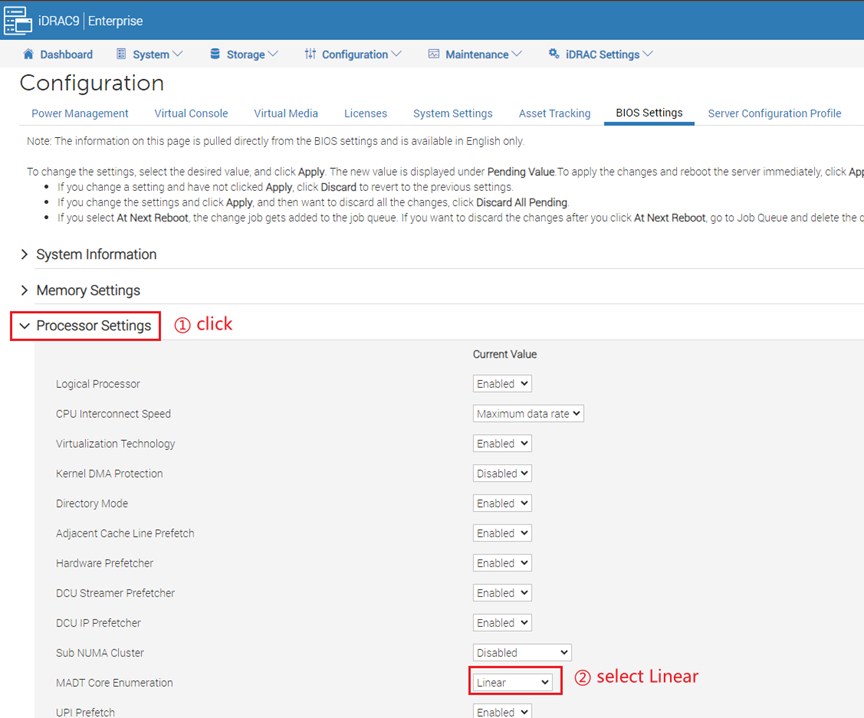 iDRAC9 | Enterprise
Dashboard System Storage Configuration Maintenance iDRAC Settings
Configuration
Power Management Virtual Console Virtual Media Licenses System Settings Asset Tracking BIOS Settings Server Configuration Profile
Note: The information on this page is pulled directly from the BIOS settings and is available in English only.
To change the settings, select the desired value, and click Apply. The new value is displayed under Pending Value.To apply the changes and reboot the server immediately, click Ap
• If you change a setting and have not clicked Apply, click Discard to revert to the previous settings.
• If you change the settings and click Apply, and then want to discard all the changes, click Discard All Pending.
• If you select At Next Reboot, the change job gets added to the job queue. If you want to discard the changes after you click At Next Reboot, go to Job Queue and delete the c
System Information
Memory Settings
Processor Settings ① click
Current Value
Logical Processor Enabled
CPU Interconnect Speed Maximum data rate
Virtualization Technology Enabled
Kernel DMA Protection Disabled
Directory Mode Enabled
Adjacent Cache Line Prefetch Enabled
Hardware Prefetcher Enabled
DCU Streamer Prefetcher Enabled
DCU IP Prefetcher Enabled
Sub NUMA Cluster Disabled
MADT Core Enumeration Linear ② select Linear
UPI Prefetch Enabled